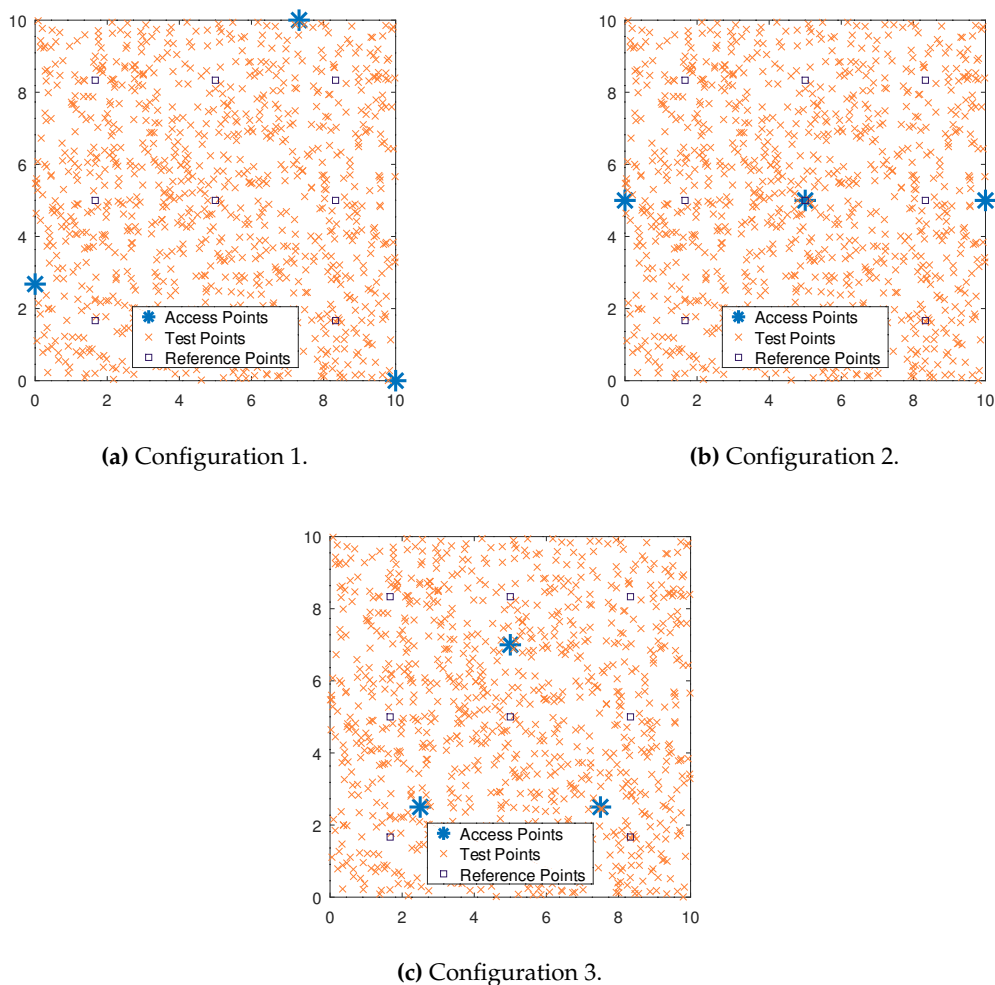 10
8
6
4
2
0
0 2 4 6 8 10
Access Points
Test Points
Reference Points
(a) Configuration 1.
10
8
6
4
2
0
0 2 4 6 8 10
Access Points
Test Points
Reference Points
(b) Configuration 2.
10
8
6
4
2
0
0 2 4 6 8 10
Access Points
Test Points
Reference Points
(c) Configuration 3.